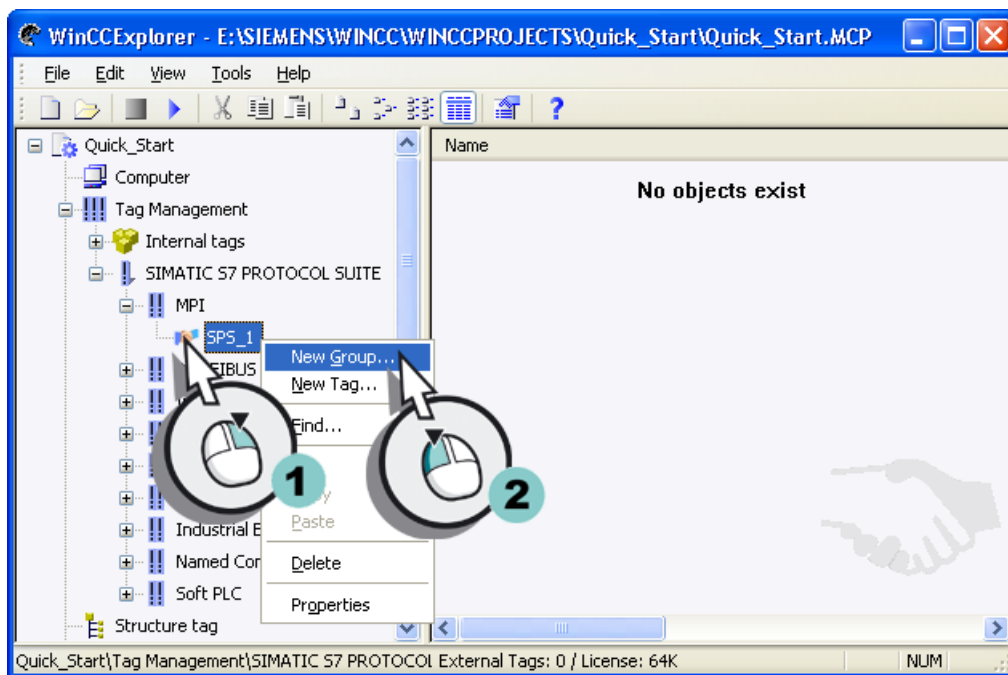 WinCCExplorer - E:\SIEMENS\WINCC\WINCCPROJECTS\Quick_Start\Quick_Start.MCP
File Edit View Tools Help
Quick_Start
Computer
Tag Management
Internal tags
SIMATIC S7 PROTOCOL SUITE
MPI
SPS_1
Industrial E
Named Con
Soft PLC
Structure tag
New Group...
New Tag...
Find...
Paste
Delete
Properties
1
2
Name
No objects exist
Quick_Start\Tag Management\SIMATIC S7 PROTOCOL External Tags: 0 / License: 64K NUM